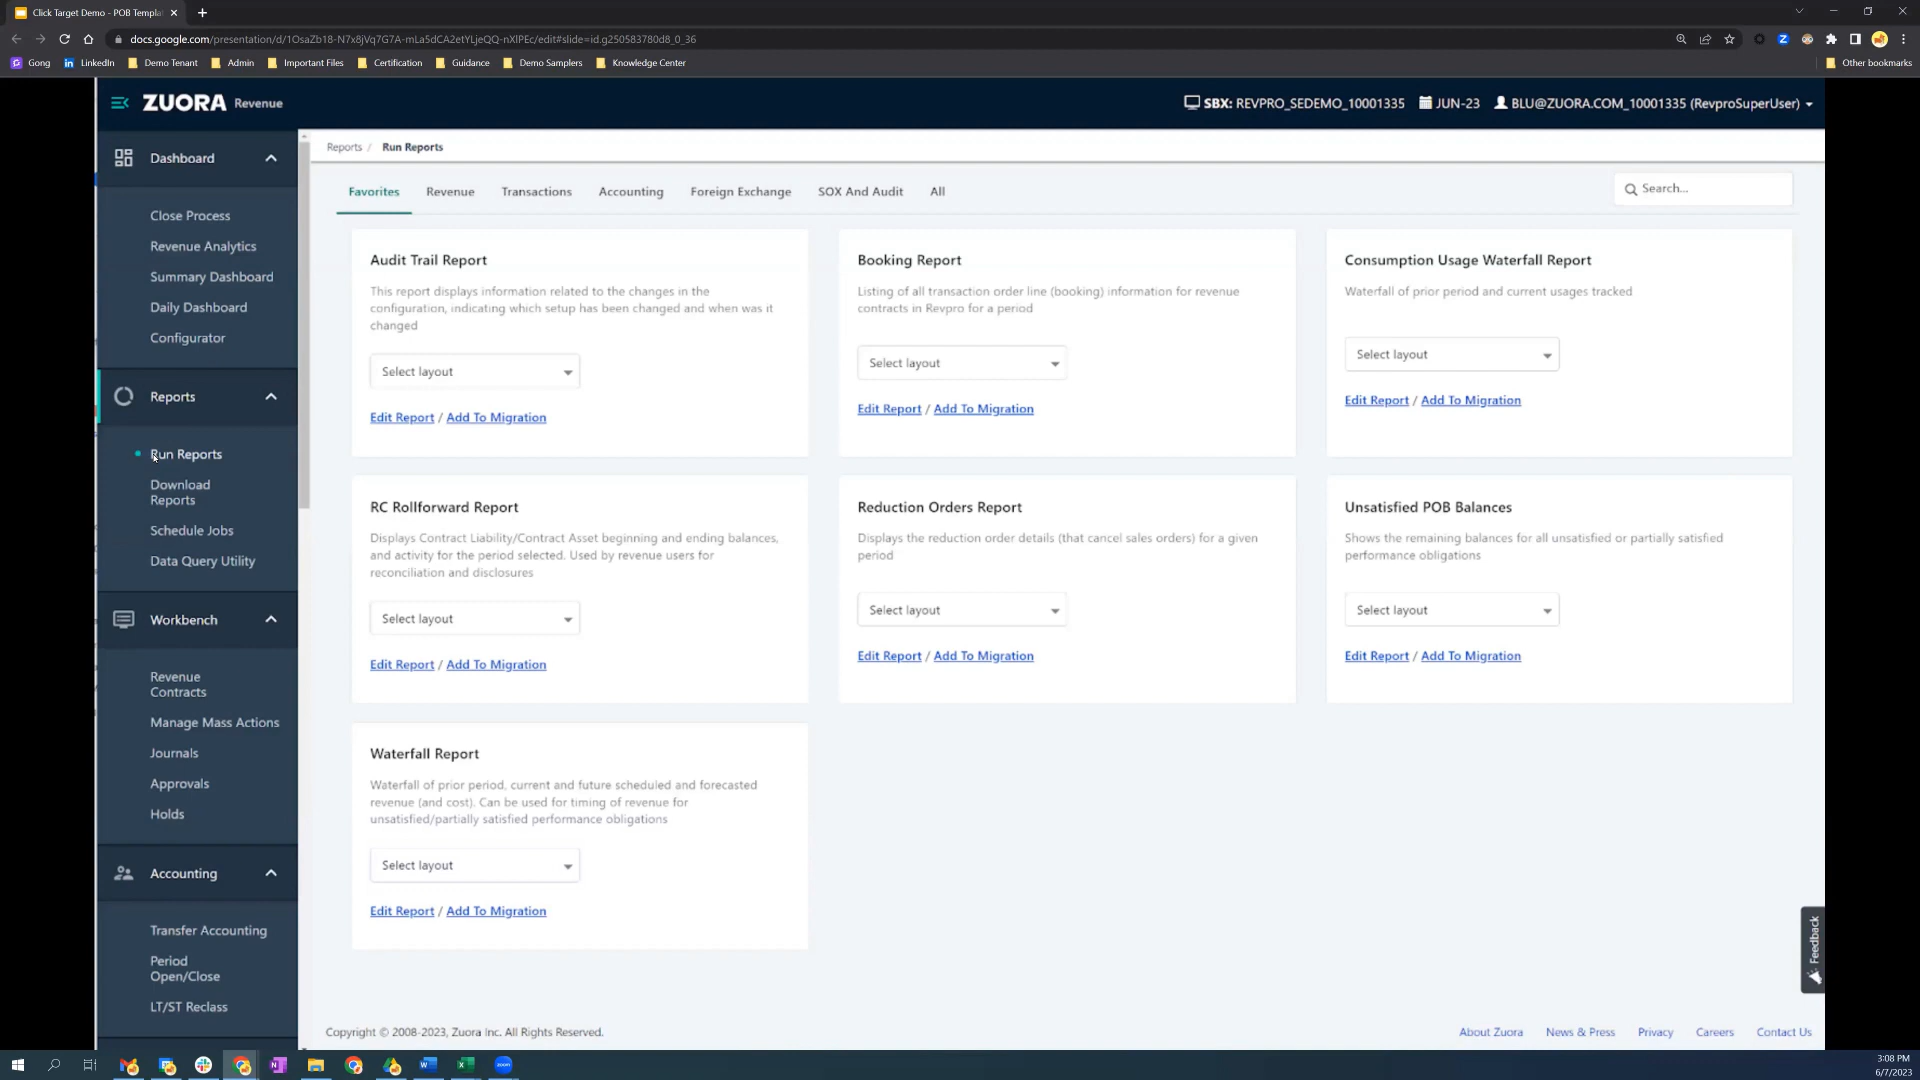 Click Target Demo - POB Templa
docs.google.com/presentation/d/1OsaZb18-N7x8jVq7G7A-mLa5dCA2etYLjeQQ-nXlPEc/edit#slide=id.g250583780d8_0_36
Gong LinkedIn Demo Tenant Admin Important Files Certification Guidance Demo Samplers Knowledge Center Other bookmarks
ZUORA Revenue
SBX: REVPRO_SEDEMO_10001335 JUN-23 BLU@ZUORA.COM_10001335 (RevproSuperUser)
Dashboard
Close Process
Revenue Analytics
Summary Dashboard
Daily Dashboard
Configurator
Reports
Run Reports
Download
Reports
Schedule Jobs
Data Query Utility
Workbench
Revenue
Contracts
Manage Mass Actions
Journals
Approvals
Holds
Accounting
Transfer Accounting
Period
Open/Close
LT/ST Reclass
Reports / Run Reports
Favorites Revenue Transactions Accounting Foreign Exchange SOX And Audit All
Search...
Audit Trail Report
This report displays information related to the changes in the
configuration, indicating which setup has been changed and when was it
changed
Select layout
Edit Report / Add To Migration
Booking Report
Listing of all transaction order line (booking) information for revenue
contracts in Revpro for a period
Select layout
Edit Report / Add To Migration
Consumption Usage Waterfall Report
Waterfall of prior period and current usages tracked
Select layout
Edit Report / Add To Migration
RC Rollforward Report
Displays Contract Liability/Contract Asset beginning and ending balances,
and activity for the period selected. Used by revenue users for
reconciliation and disclosures
Select layout
Edit Report / Add To Migration
Reduction Orders Report
Displays the reduction order details (that cancel sales orders) for a given
period
Select layout
Edit Report / Add To Migration
Unsatisfied POB Balances
Shows the remaining balances for all unsatisfied or partially satisfied
performance obligations
Select layout
Edit Report / Add To Migration
Waterfall Report
Waterfall of prior period, current and future scheduled and forecasted
revenue (and cost). Can be used for timing of revenue for
unsatisfied/partially satisfied performance obligations
Select layout
Edit Report / Add To Migration
Feedback
Copyright © 2008-2023, Zuora Inc. All Rights Reserved.
About Zuora News & Press Privacy Careers Contact Us
3:08 PM
6/7/2023